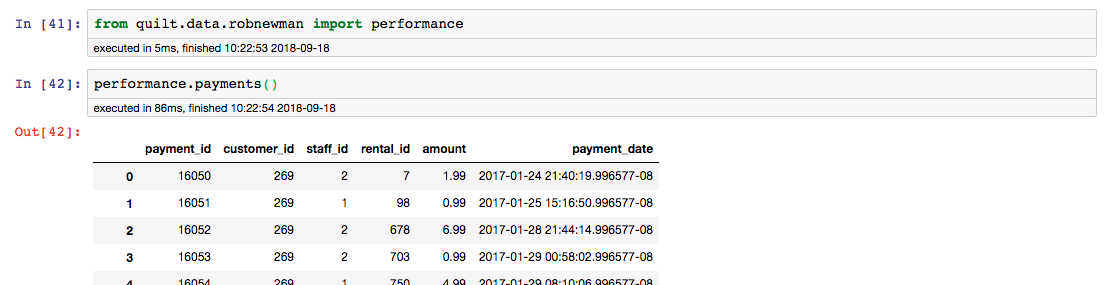 In [41]: from quilt.data.robnewman import performance
executed in 5ms, finished 10:22:53 2018-09-18
In [42]: performance.payments()
executed in 86ms, finished 10:22:54 2018-09-18
Out[42]:
payment_id customer_id staff_id rental_id amount payment_date
0 16050 269 2 7 1.99 2017-01-24 21:40:19.996577-08
1 16051 269 1 98 0.99 2017-01-25 15:16:50.996577-08
2 16052 269 2 678 6.99 2017-01-28 21:44:14.996577-08
3 16053 269 2 703 0.99 2017-01-29 00:58:02.996577-08
4 16054 269 1 750 4.99 2017-01-29 08:10:06.996577-08